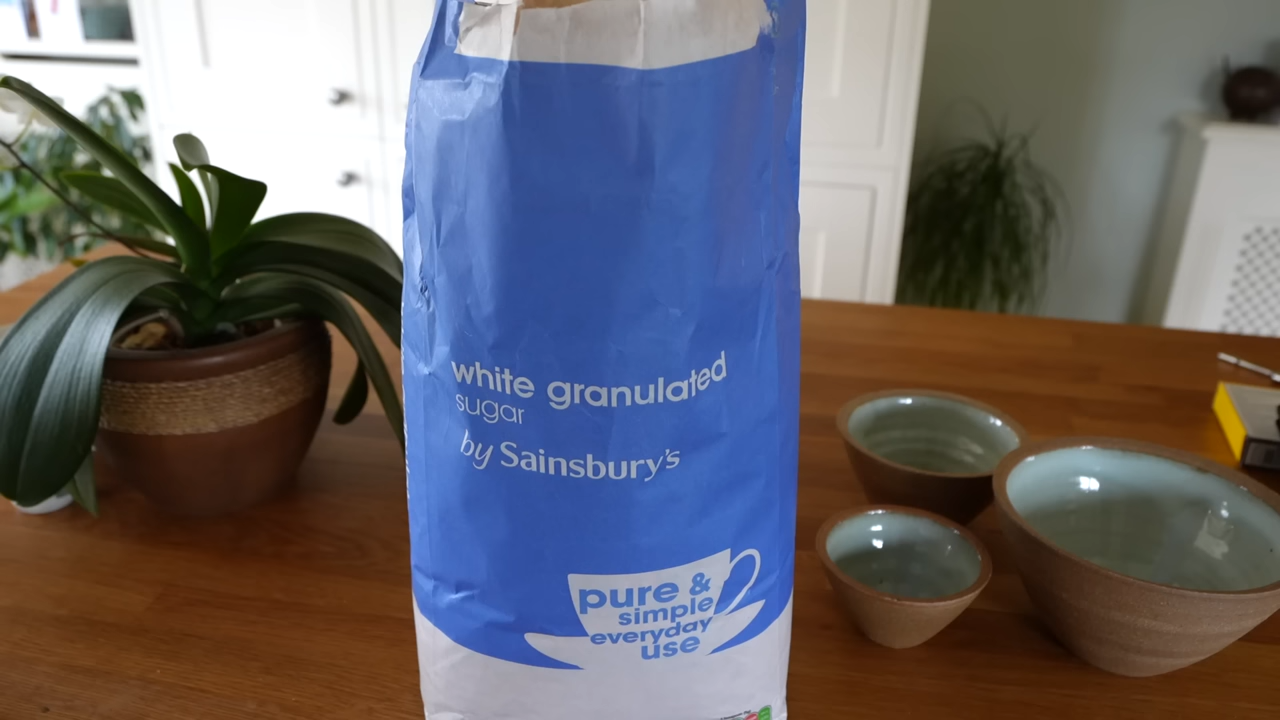 white granulated
sugar
by Sainsbury's
pure &
simple
everyday
use